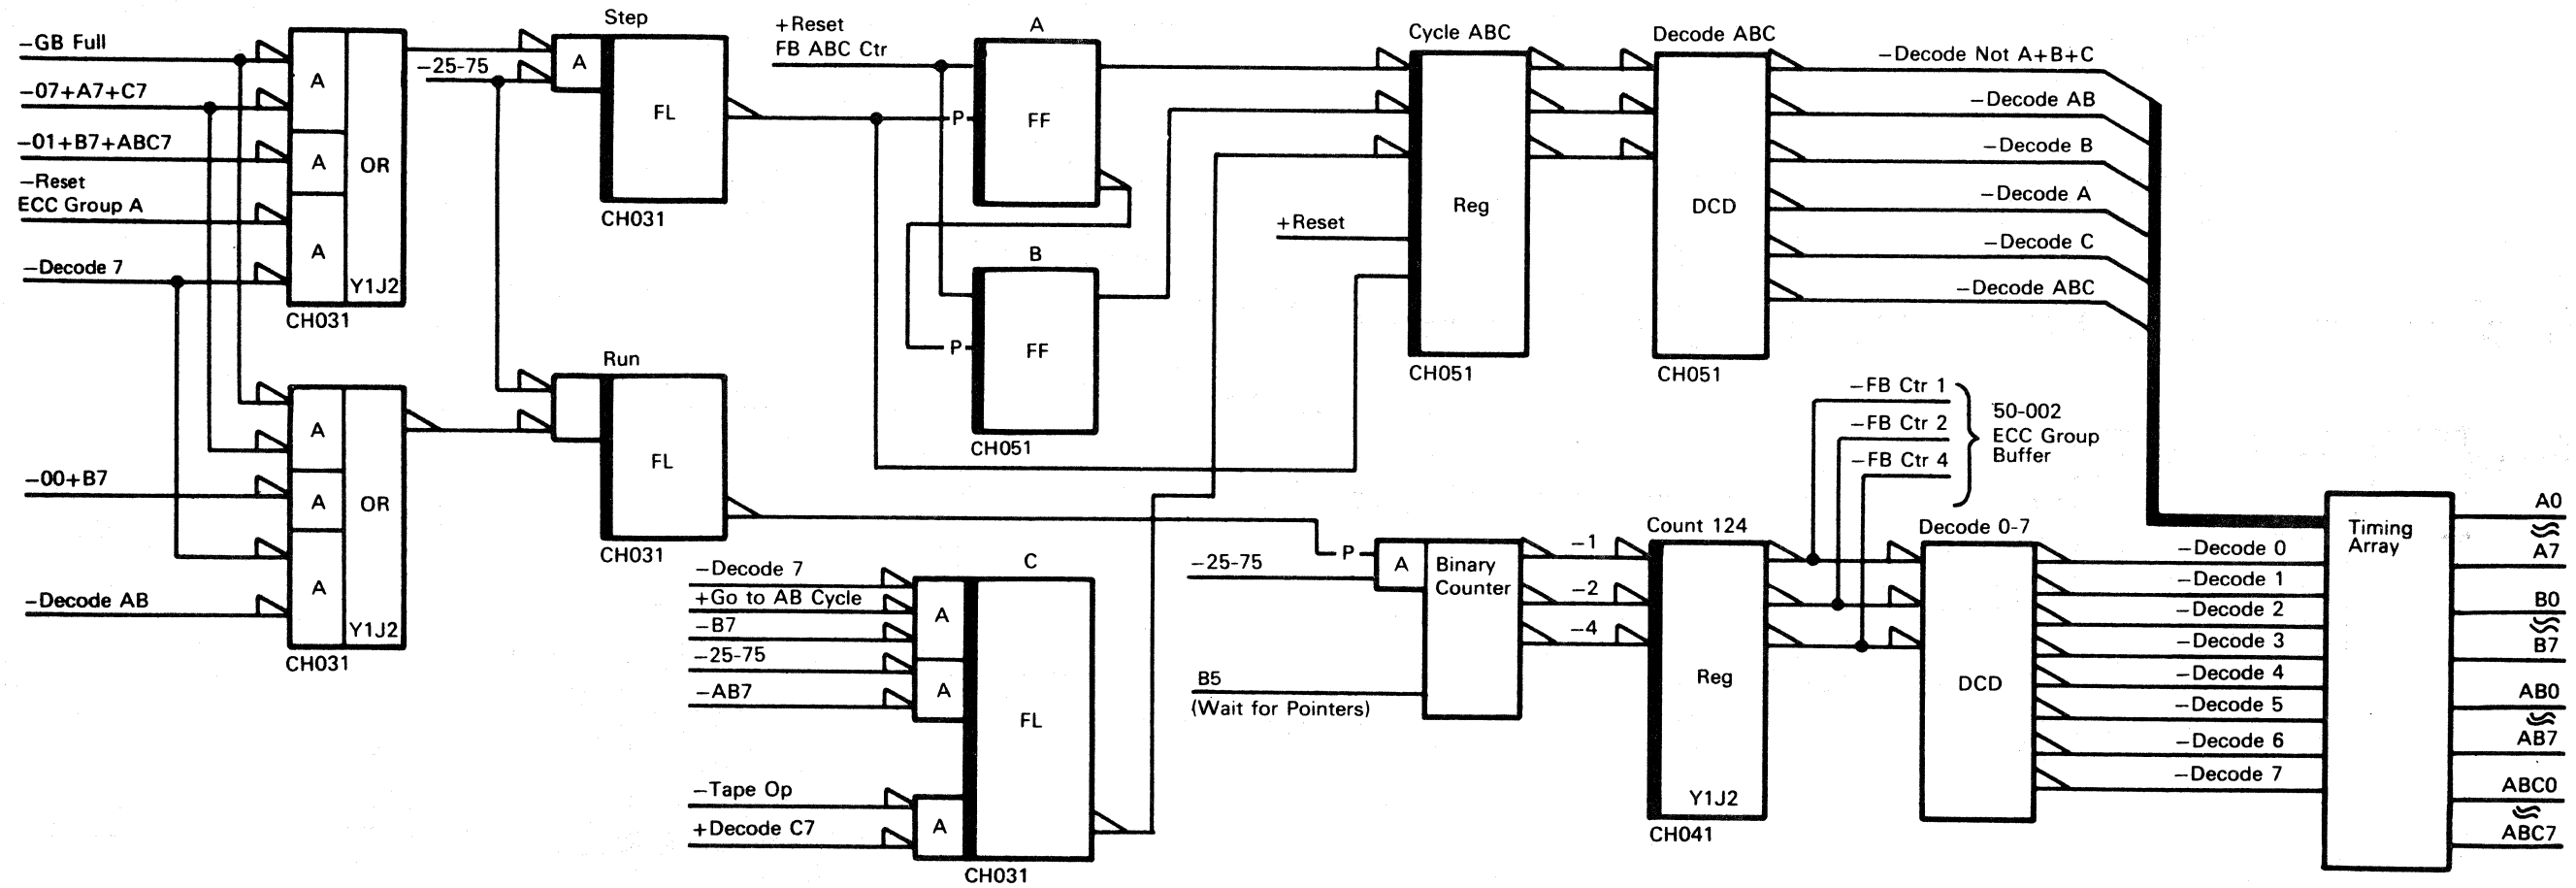 −GB Full
−07+A7+C7
−01+B7+ABC7
−Reset
ECC Group A
−Decode 7
A
A
A
OR
Y1J2
CH031
−00+B7
−Decode AB
A
A
A
OR
Y1J2
CH031
Step
−25-75
A
FL
CH031
Run
FL
CH031
+Reset
FB ABC Ctr
A
P
FF
B
P
FF
CH051
C
−Decode 7
+Go to AB Cycle
−B7
−25-75
−AB7
A
A
−Tape Op
+Decode C7
A
FL
CH031
Cycle ABC
+Reset
Reg
CH051
Decode ABC
DCD
CH051
−Decode Not A+B+C
−Decode AB
−Decode B
−Decode A
−Decode C
−Decode ABC
−FB Ctr 1
−FB Ctr 2
−FB Ctr 4
50-002
ECC Group
Buffer
P
−25-75
A
Binary
Counter
B5
(Wait for Pointers)
−1
−2
−4
Count 124
Reg
Y1J2
CH041
Decode 0-7
DCD
−Decode 0
−Decode 1
−Decode 2
−Decode 3
−Decode 4
−Decode 5
−Decode 6
−Decode 7
Timing
Array
A0
A7
B0
B7
AB0
AB7
ABC0
ABC7